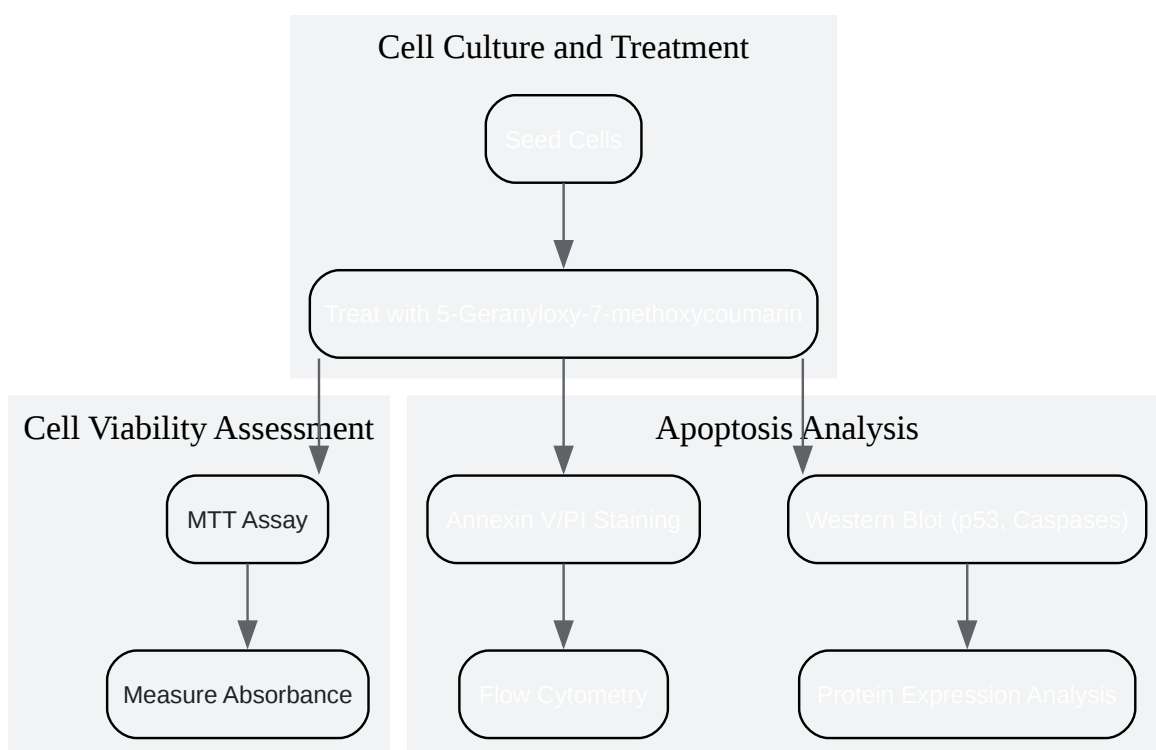 Cell Culture and Treatment
Seed Cells
Treat with 5-Geranyloxy-7-methoxycoumarin
Cell Viability Assessment
Apoptosis Analysis
MTT Assay
Annexin V/PI Staining
Western Blot (p53, Caspases)
Measure Absorbance
Flow Cytometry
Protein Expression Analysis